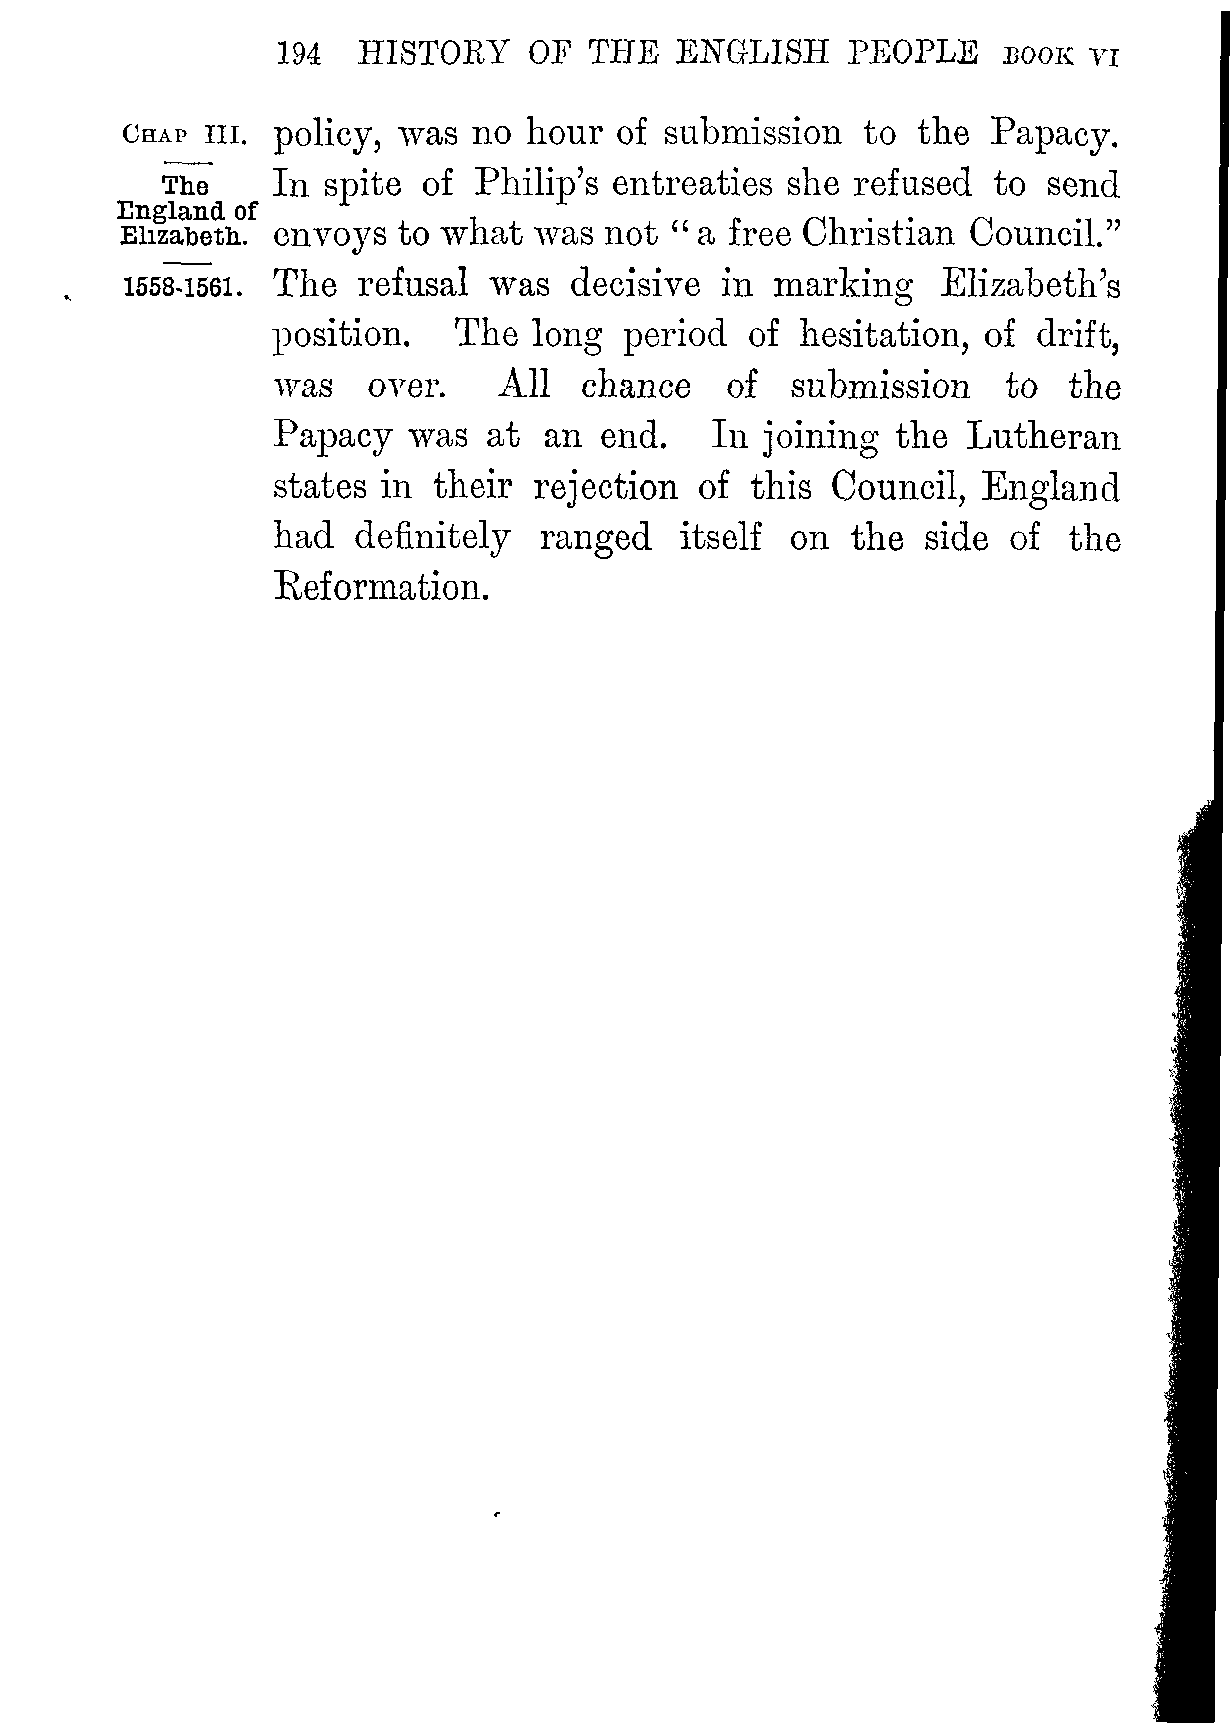 194 HISTORY OF THE ENGLISH PEOPLE BOOK VI
CHAP III.
The
England of
Elizabeth.
1558-1561.
policy, was no hour of submission to the Papacy.
In spite of Philip's entreaties she refused to send
envoys to what was not “a free Christian Council.”
The refusal was decisive in marking Elizabeth's
position. The long period of hesitation, of drift,
was over. All chance of submission to the
Papacy was at an end. In joining the Lutheran
states in their rejection of this Council, England
had definitely ranged itself on the side of the
Reformation.